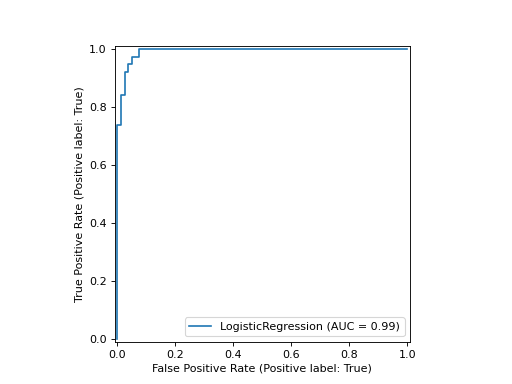 1.0
0.8
0.6
0.4
0.2
0.0
True Positive Rate (Positive label: True)
LogisticRegression (AUC = 0.99)
0.0 0.2 0.4 0.6 0.8 1.0
False Positive Rate (Positive label: True)